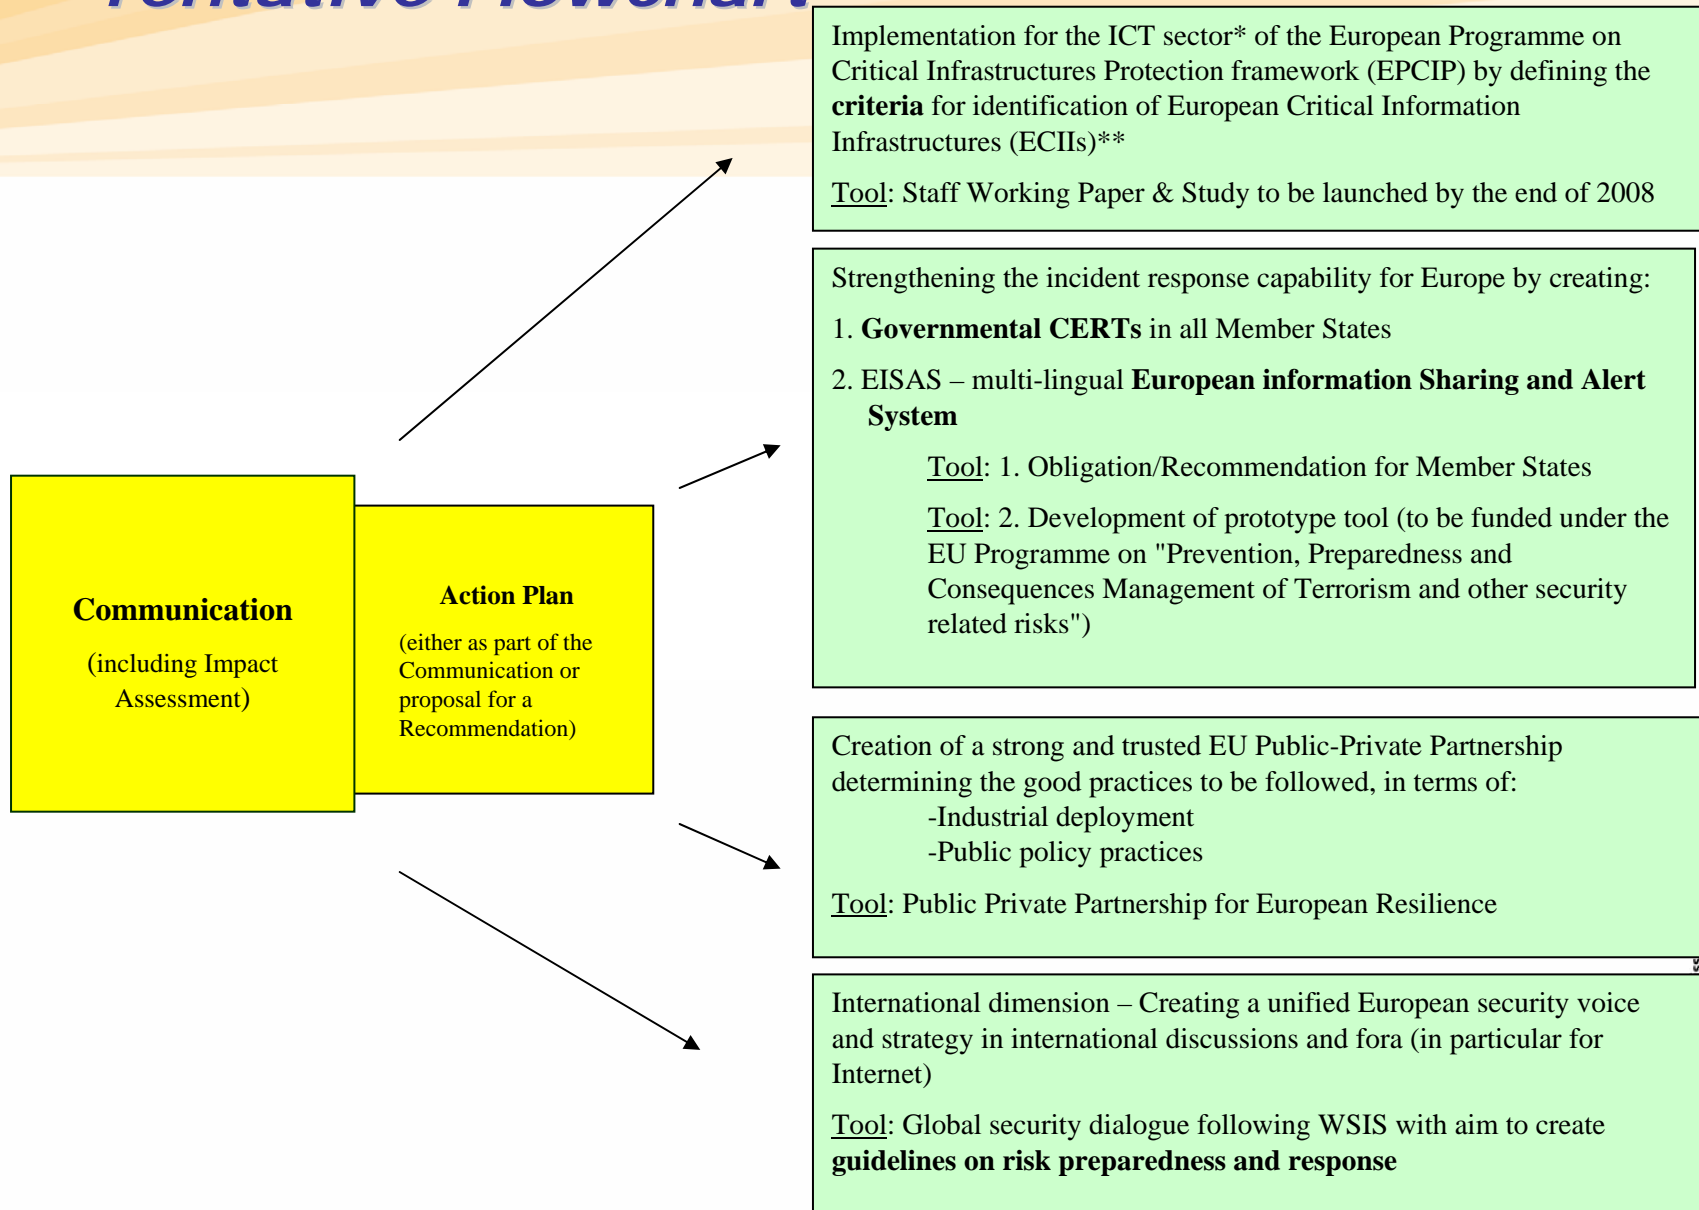 Tentative Flowchart
Implementation for the ICT sector* of the European Programme on
Critical Infrastructures Protection framework (EPCIP) by defining the
criteria for identification of European Critical Information
Infrastructures (ECIIs)**
Tool: Staff Working Paper & Study to be launched by the end of 2008
Strengthening the incident response capability for Europe by creating:
1. Governmental CERTs in all Member States
2. EISAS – multi-lingual European information Sharing and Alert
System
Tool: 1. Obligation/Recommendation for Member States
Tool: 2. Development of prototype tool (to be funded under the
EU Programme on "Prevention, Preparedness and
Consequences Management of Terrorism and other security
related risks")
Communication
(including Impact
Assessment)
Action Plan
(either as part of the
Communication or
proposal for a
Recommendation)
Creation of a strong and trusted EU Public-Private Partnership
determining the good practices to be followed, in terms of:
-Industrial deployment
-Public policy practices
Tool: Public Private Partnership for European Resilience
International dimension – Creating a unified European security voice
and strategy in international discussions and fora (in particular for
Internet)
Tool: Global security dialogue following WSIS with aim to create
guidelines on risk preparedness and response